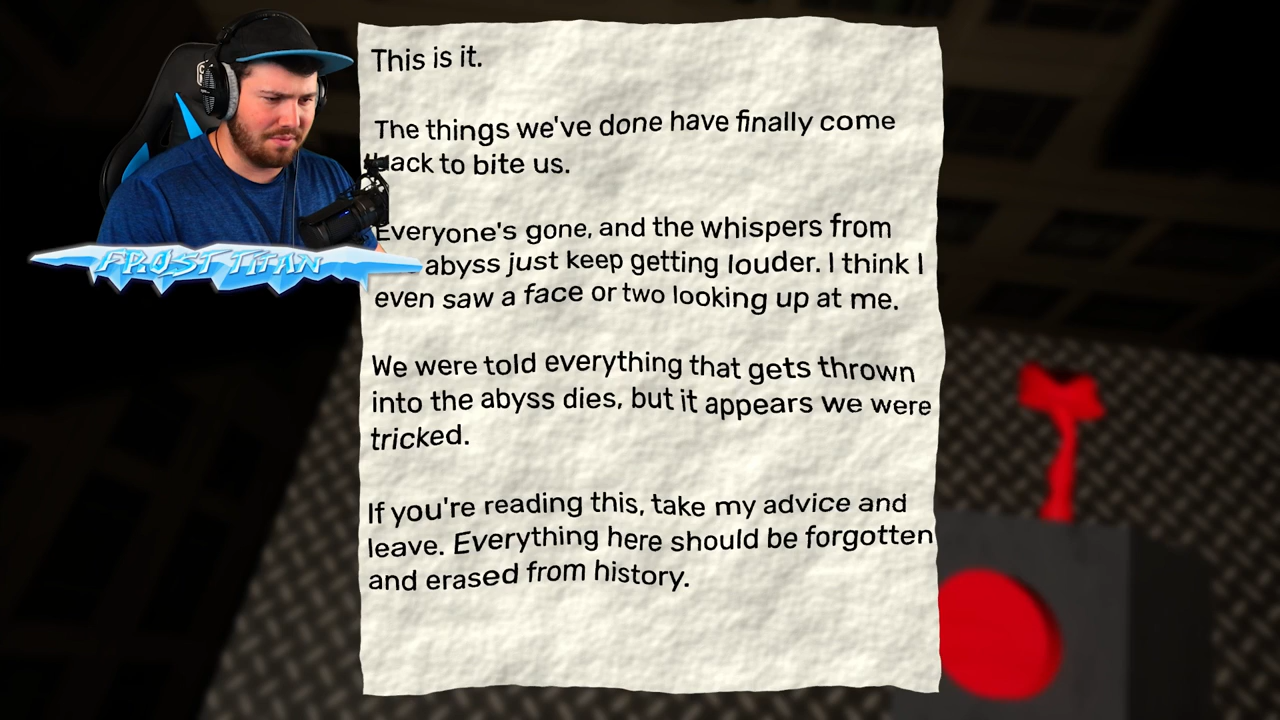 This is it.
The things we've done have finally come
back to bite us.
Everyone's gone, and the whispers from
abyss just keep getting louder. I think I
even saw a face or two looking up at me.
We were told everything that gets thrown
into the abyss dies, but it appears we were
tricked.
If you're reading this, take my advice and
leave. Everything here should be forgotten
and erased from history.
FROST TITAN